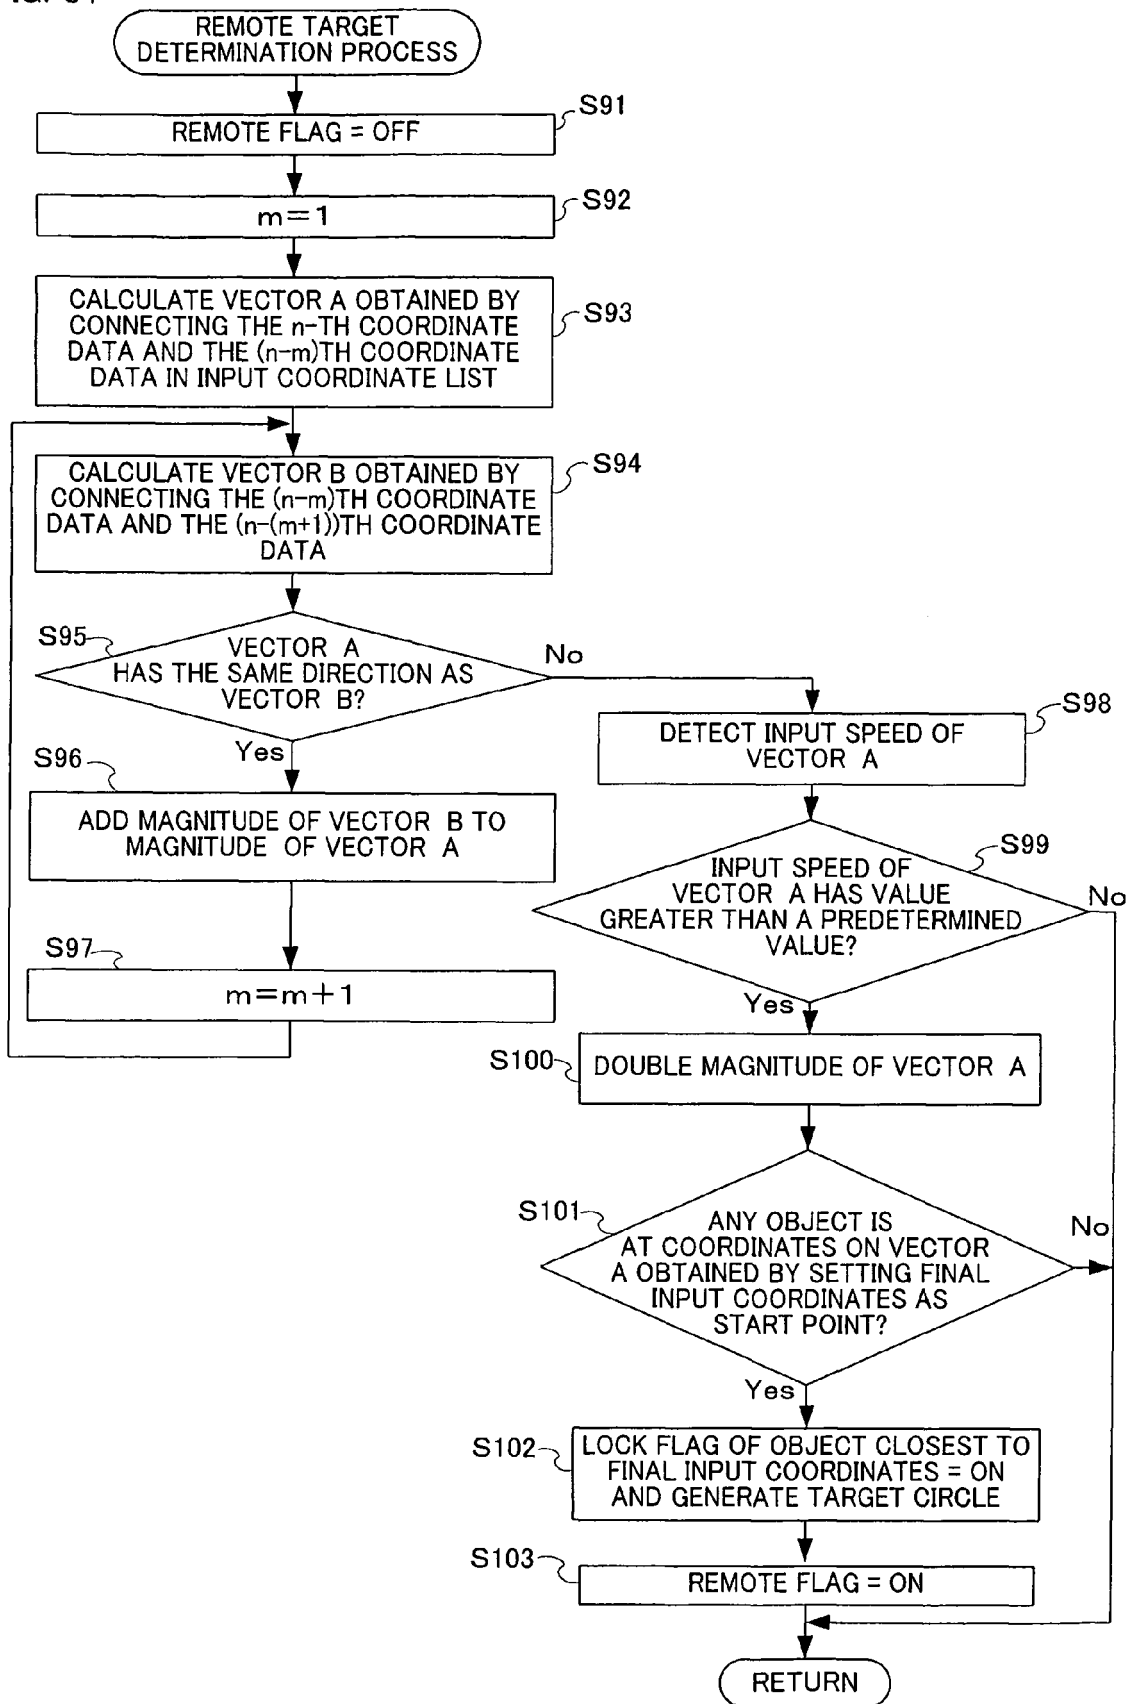 REMOTE TARGET
DETERMINATION PROCESS
S91
REMOTE FLAG = OFF
S92
m=1
S93
CALCULATE VECTOR A OBTAINED BY
CONNECTING THE n-TH COORDINATE
DATA AND THE (n-m)TH COORDINATE
DATA IN INPUT COORDINATE LIST
S94
CALCULATE VECTOR B OBTAINED BY
CONNECTING THE (n-m)TH COORDINATE
DATA AND THE (n-(m+1))TH COORDINATE
DATA
S95
VECTOR A
HAS THE SAME DIRECTION AS
VECTOR B?
No
Yes
S96
ADD MAGNITUDE OF VECTOR B TO
MAGNITUDE OF VECTOR A
S97
m=m+1
S98
DETECT INPUT SPEED OF
VECTOR A
S99
INPUT SPEED OF
VECTOR A HAS VALUE
GREATER THAN A PREDETERMINED
VALUE?
No
Yes
S100
DOUBLE MAGNITUDE OF VECTOR A
S101
ANY OBJECT IS
AT COORDINATES ON VECTOR
A OBTAINED BY SETTING FINAL
INPUT COORDINATES AS
START POINT?
No
Yes
S102
LOCK FLAG OF OBJECT CLOSEST TO
FINAL INPUT COORDINATES = ON
AND GENERATE TARGET CIRCLE
S103
REMOTE FLAG = ON
RETURN